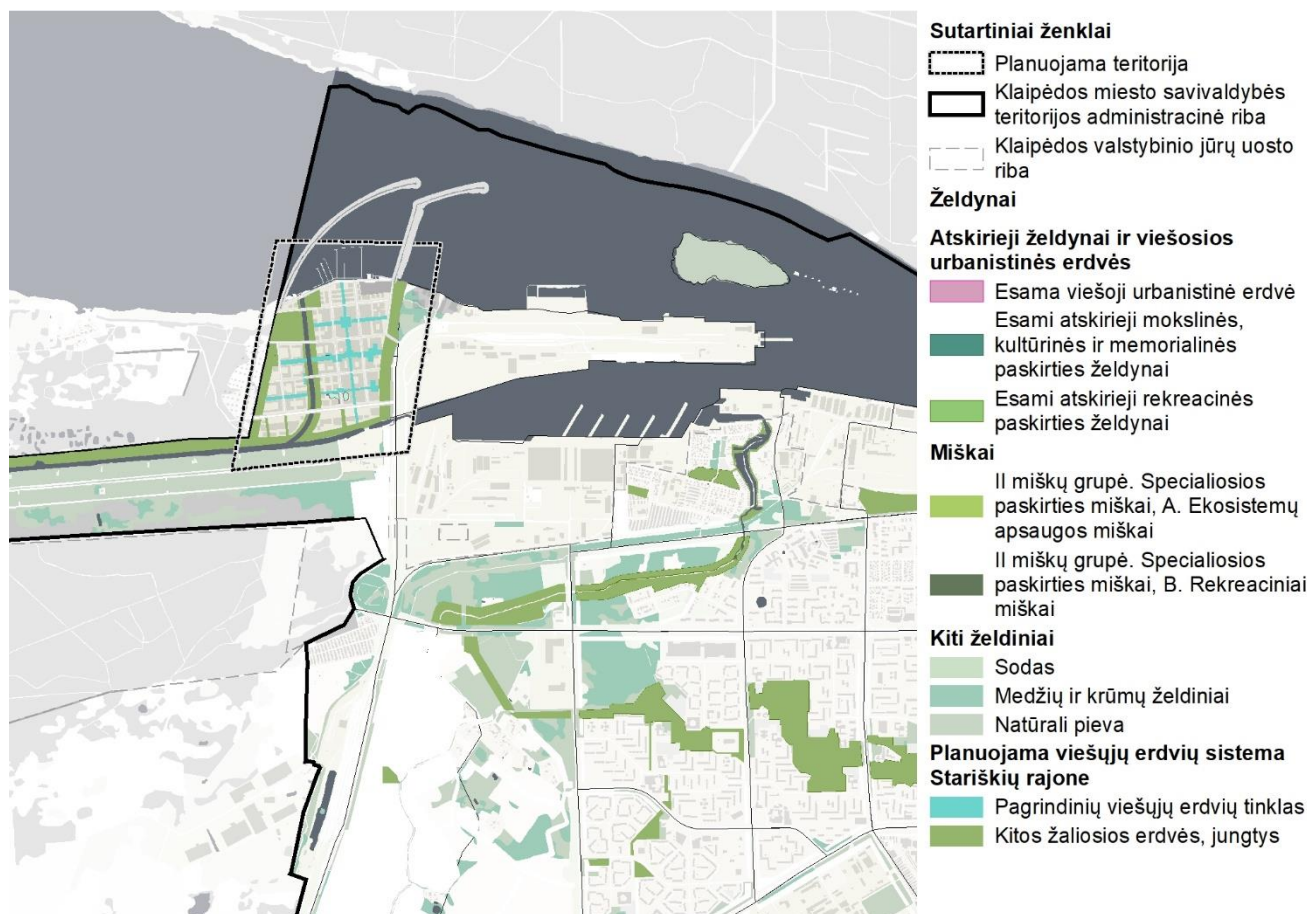 Sutartiniai ženklai
Planuojama teritorija
Klaipėdos miesto savivaldybės
teritorijos administracinė riba
Klaipėdos valstybinio jūrų uosto
riba
Želdynai
Atskirieji želdynai ir viešosios
urbanistinės erdvės
Esama viešoji urbanistinė erdvė
Esami atskirieji mokslinės,
kultūrinės ir memorialinės
paskirties želdynai
Esami atskirieji rekreacinės
paskirties želdynai
Miškai
II miškų grupė. Specialiosios
paskirties miškai, A. Ekosistemų
apsaugos miškai
II miškų grupė. Specialiosios
paskirties miškai, B. Rekreaciniai
miškai
Kiti želdiniai
Sodas
Medžių ir krūmų želdiniai
Natūrali pieva
Planuojama viešųjų erdvių sistema
Stariškių rajone
Pagrindinių viešųjų erdvių tinklas
Kitos žaliosios erdvės, jungtys